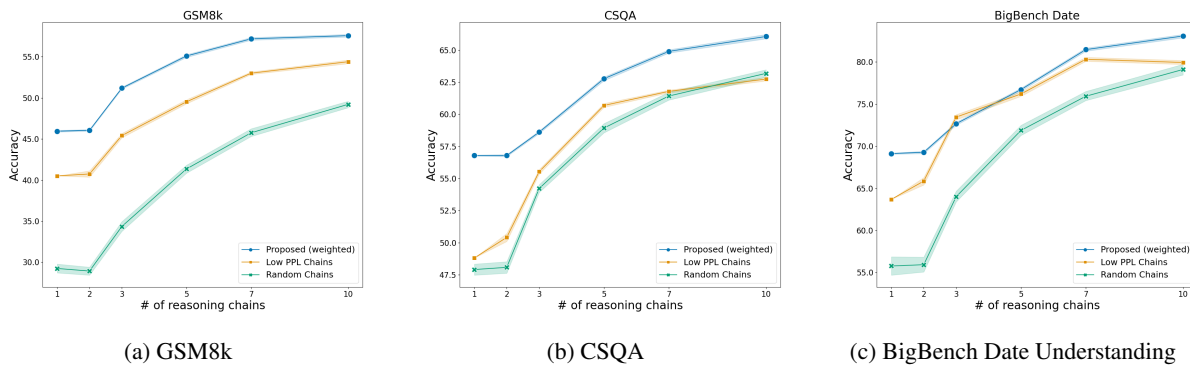 GSM8k
Accuracy
55.0
50.0
45.0
40.0
35.0
30.0
Proposed (weighted)
Low PPL Chains
Random Chains
1 2 3 5 7 10
# of reasoning chains
(a) GSM8k
CSQA
Accuracy
65.0
62.5
60.0
57.5
55.0
52.5
50.0
47.5
Proposed (weighted)
Low PPL Chains
Random Chains
1 2 3 5 7 10
# of reasoning chains
(b) CSQA
BigBench Date
Accuracy
80.0
75.0
70.0
65.0
60.0
55.0
Proposed (weighted)
Low PPL Chains
Random Chains
1 2 3 5 7 10
# of reasoning chains
(c) BigBench Date Understanding